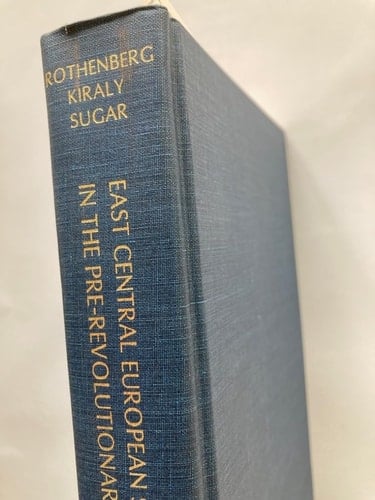 ROTHENBERG
KIRALY
SUGAR
EAST CENTRAL EUROPEAN S
IN THE PRE-REVOLUTIONAR